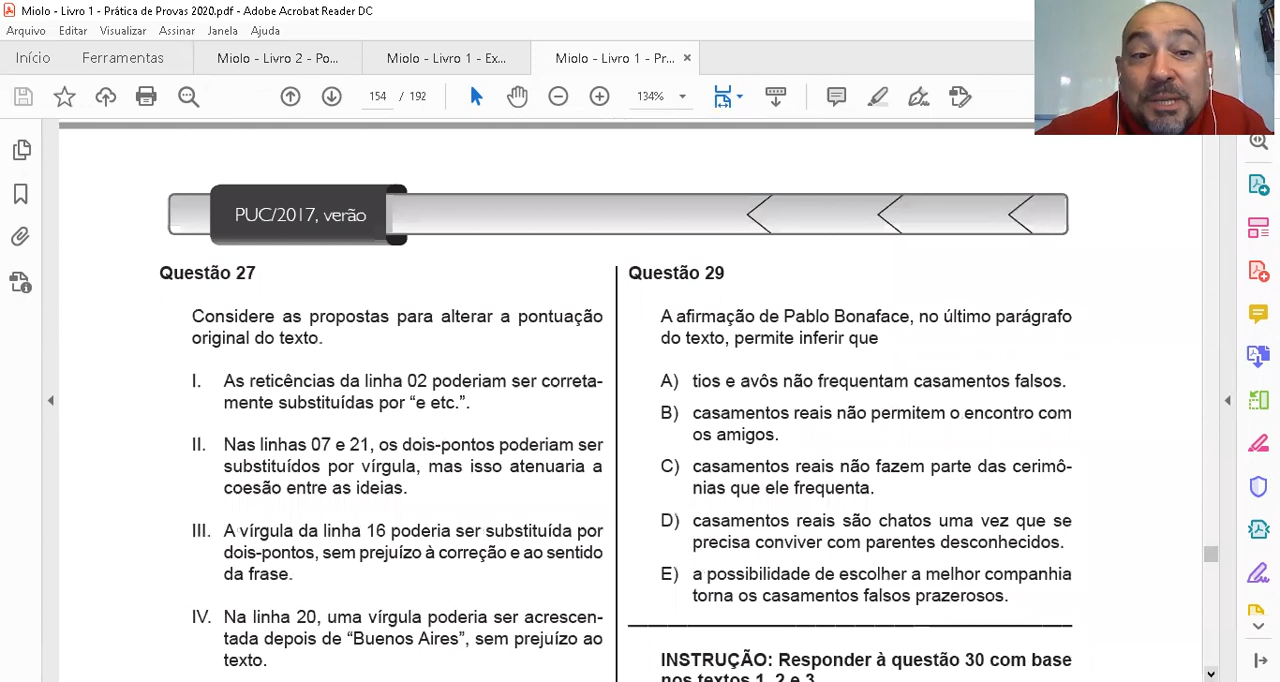 Miolo - Livro 1 - Prática de Provas 2020.pdf - Adobe Acrobat Reader DC
Arquivo Editar Visualizar Assinar Janela Ajuda
Início Ferramentas Miolo - Livro 2 - Po... Miolo - Livro 1 - Ex... Miolo - Livro 1 - Pr... ×
154 / 192 134%
PUC/2017, verão
Questão 27
Considere as propostas para alterar a pontuação
original do texto.
I. As reticências da linha 02 poderiam ser correta-
mente substituídas por “e etc.”.
II. Nas linhas 07 e 21, os dois-pontos poderiam ser
substituídos por vírgula, mas isso atenuaria a
coesão entre as ideias.
III. A vírgula da linha 16 poderia ser substituída por
dois-pontos, sem prejuízo à correção e ao sentido
da frase.
IV. Na linha 20, uma vírgula poderia ser acrescen-
tada depois de “Buenos Aires”, sem prejuízo ao
texto.
Questão 29
A afirmação de Pablo Bonaface, no último parágrafo
do texto, permite inferir que
A) tios e avôs não frequentam casamentos falsos.
B) casamentos reais não permitem o encontro com
os amigos.
C) casamentos reais não fazem parte das cerimô-
nias que ele frequenta.
D) casamentos reais são chatos uma vez que se
precisa conviver com parentes desconhecidos.
E) a possibilidade de escolher a melhor companhia
torna os casamentos falsos prazerosos.
INSTRUÇÃO: Responder à questão 30 com base
nos textos 1, 2 e 3.